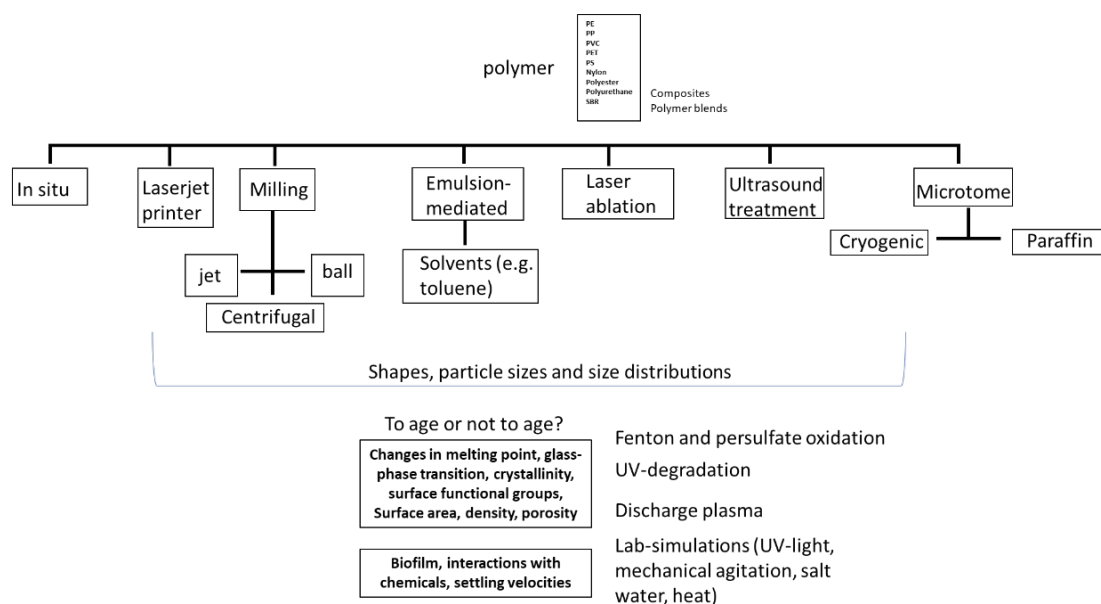 PE
PP
PVC
PET
PS
Nylon
Polyester
Polyurethane
SBR
polymer
Composites
Polymer blends
In situ
Laserjet
printer
Milling
Emulsion-
mediated
Laser
ablation
Ultrasound
treatment
Microtome
Cryogenic
Paraffin
Solvents (e.g.
toluene)
jet
ball
Centrifugal
Shapes, particle sizes and size distributions
To age or not to age?
Changes in melting point, glass-
phase transition, crystallinity,
surface functional groups,
Surface area, density, porosity
Biofilm, interactions with
chemicals, settling velocities
Fenton and persulfate oxidation
UV-degradation
Discharge plasma
Lab-simulations (UV-light,
mechanical agitation, salt
water, heat)